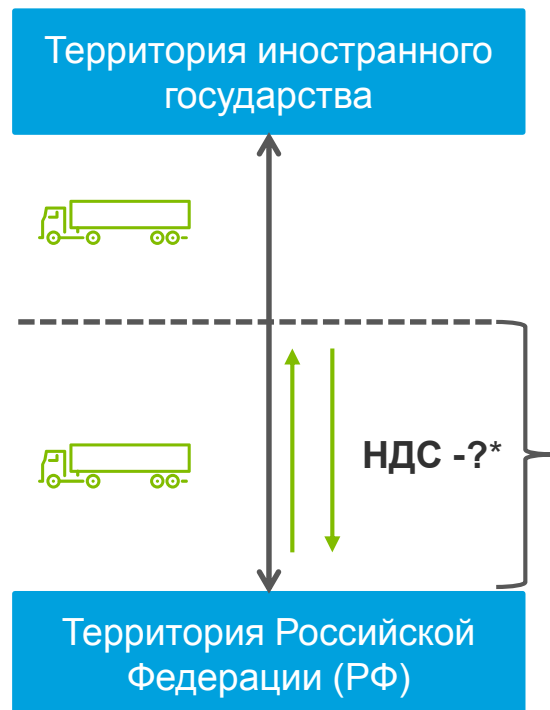 Территория иностранного
государства
НДС -?*
Территория Российской
Федерации (РФ)